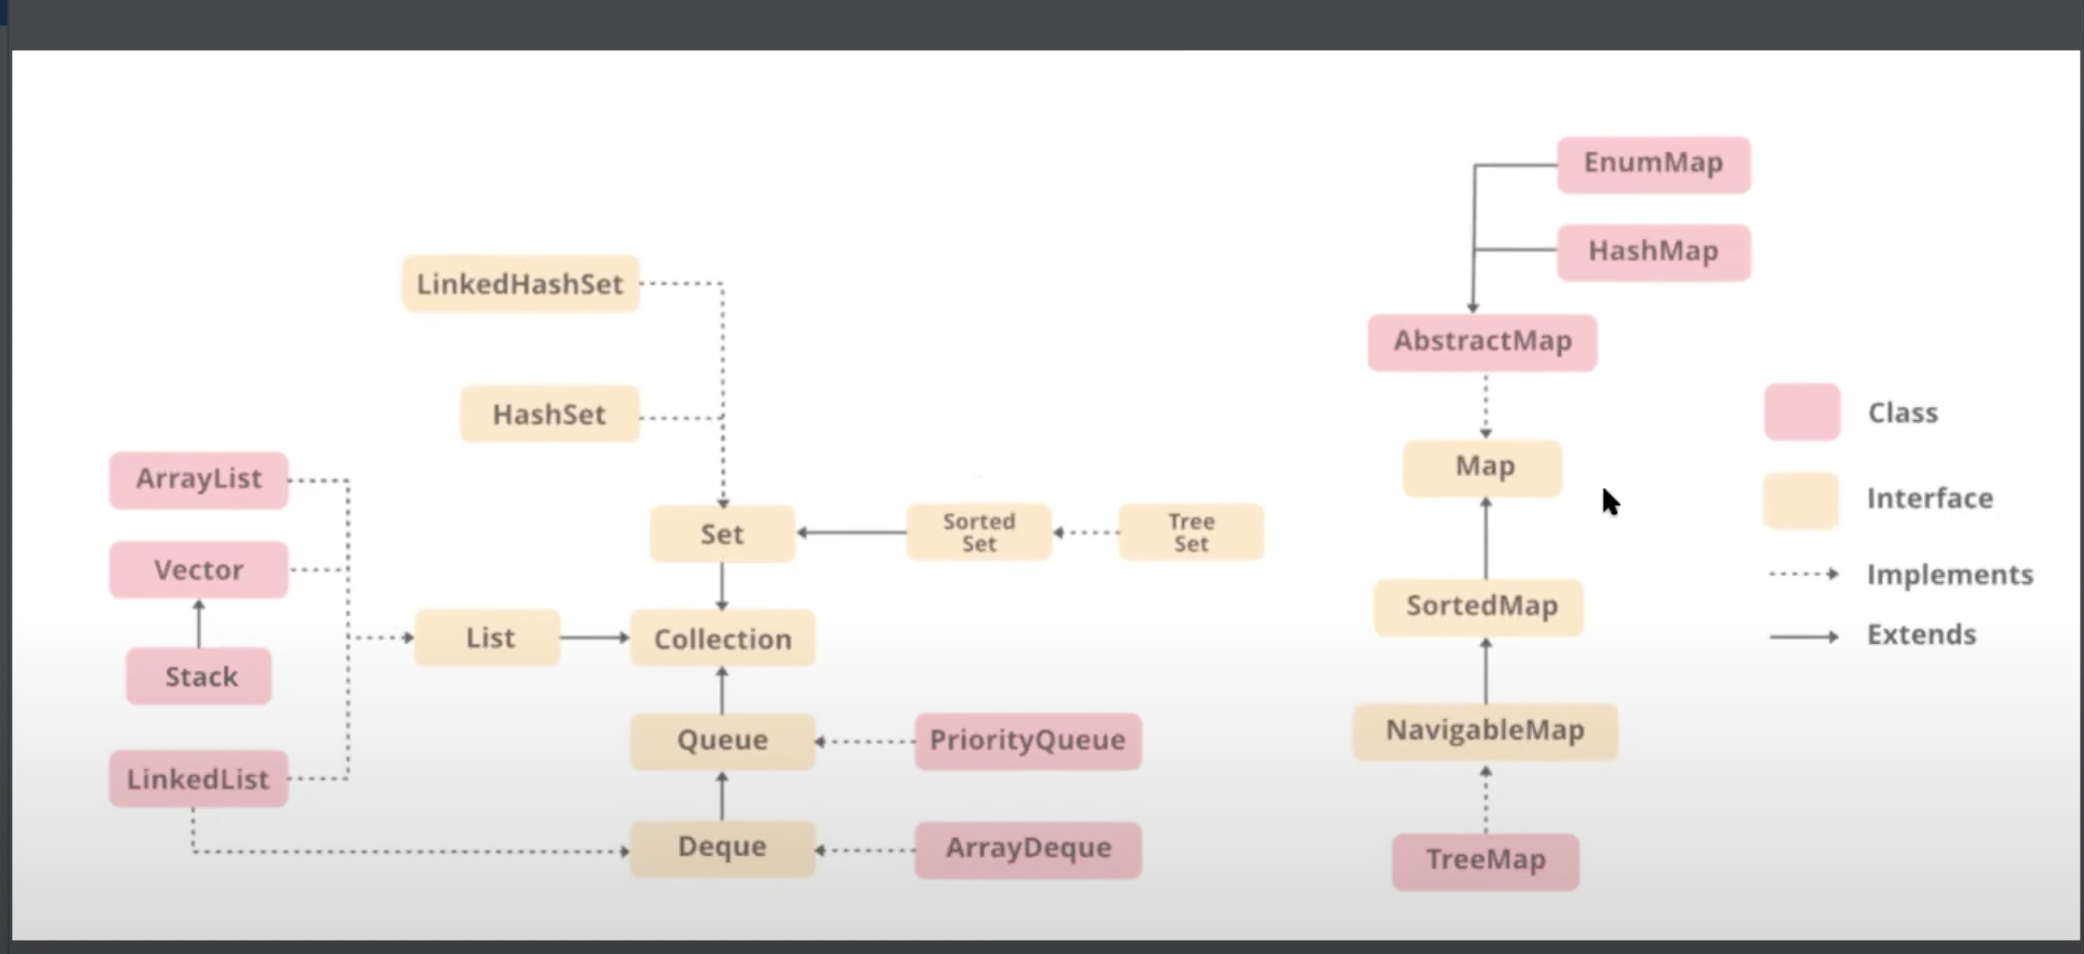 EnumMap
HashMap
LinkedHashSet
AbstractMap
HashSet
Class
ArrayList
Map
Interface
Set
Sorted
Set
Tree
Set
Vector
Implements
SortedMap
List
Collection
Extends
Stack
Queue
PriorityQueue
NavigableMap
LinkedList
Deque
ArrayDeque
TreeMap